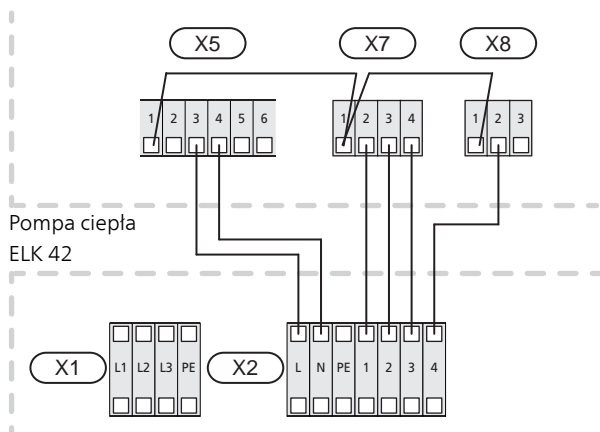 X5 X7 X8
1 2 3 4 5 6 1 2 3 4 1 2 3
Pompa ciepła
ELK 42
X1 L1 L2 L3 PE X2 L N PE 1 2 3 4